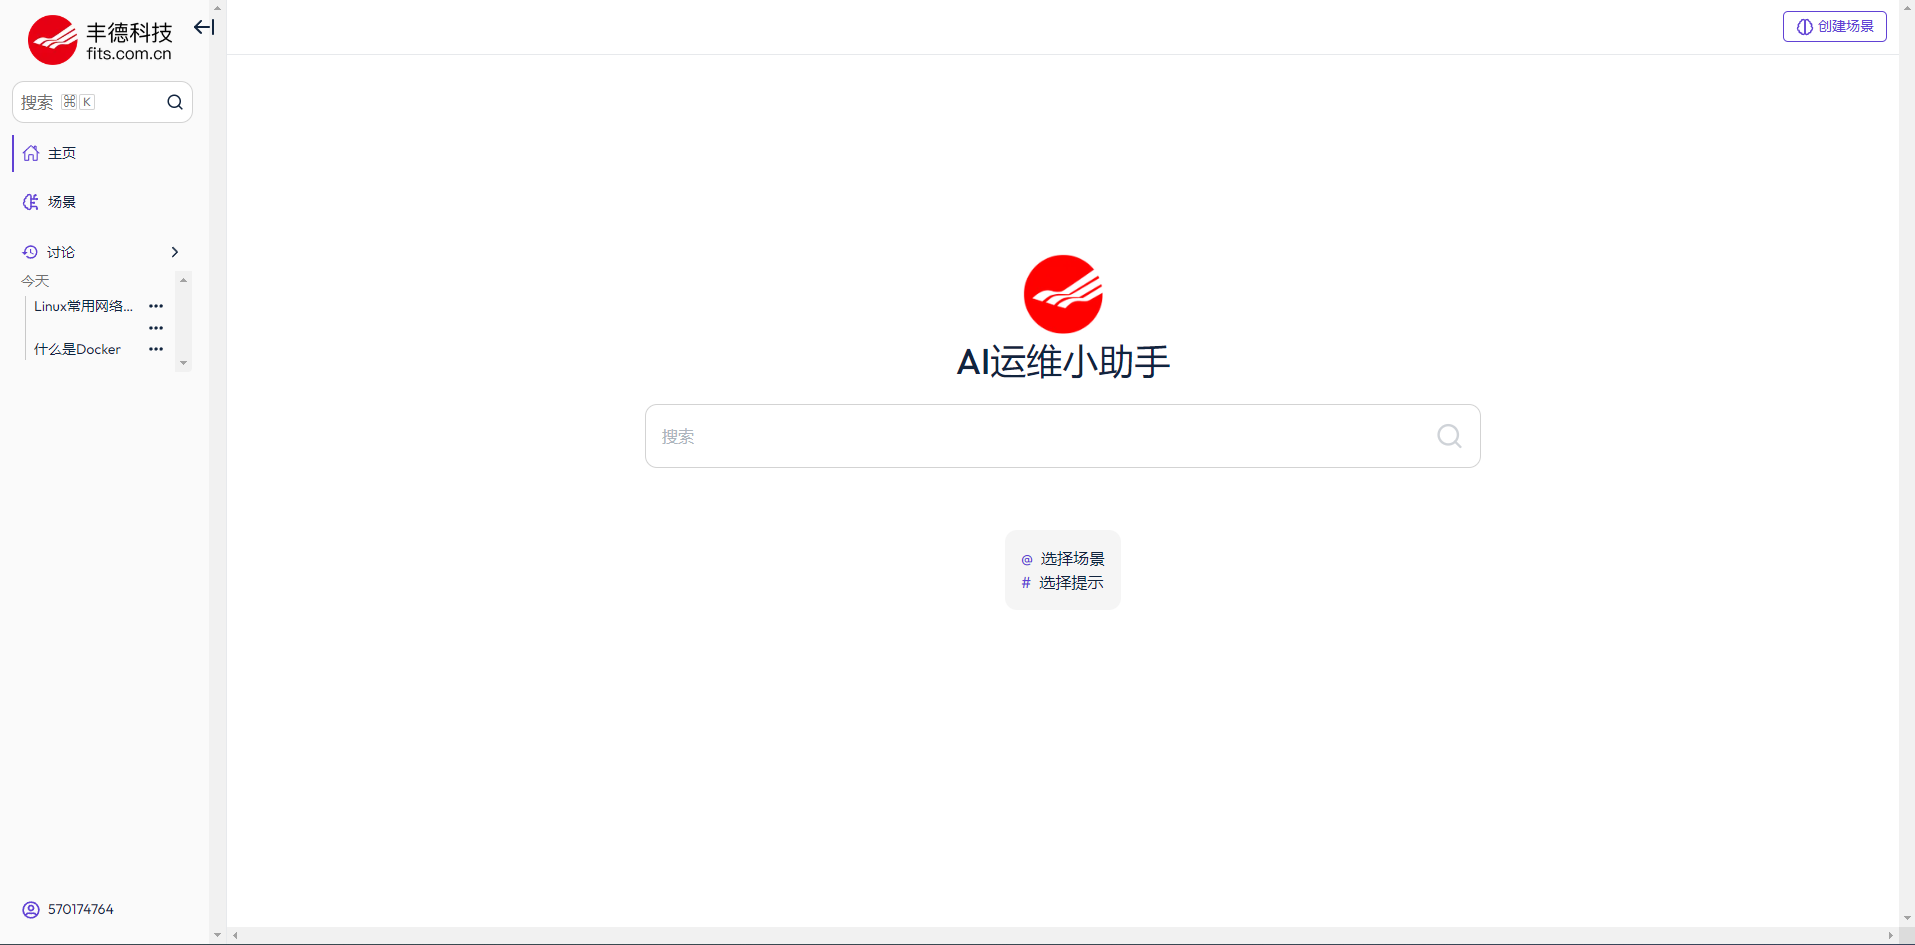 丰德科技
fits.com.cn
搜索 ⌘ K
主页
场景
讨论
今天
Linux常用网络...
什么是Docker
570174764
创建场景
AI运维小助手
搜索
@ 选择场景
# 选择提示